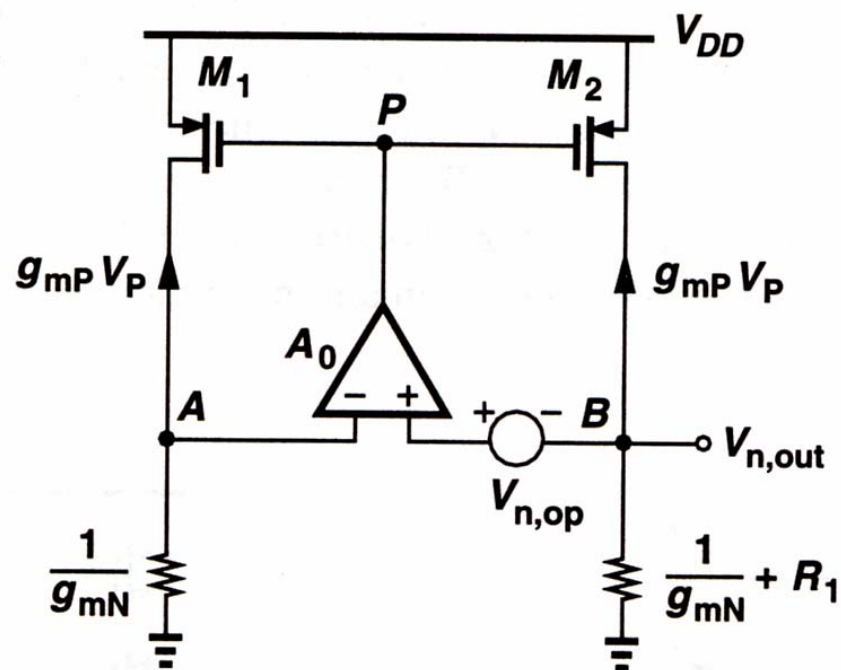 V_DD
M_1
M_2
P
g_mP V_P
g_mP V_P
A_0
− +
A
+ −
B
V_n,out
V_n,op
1/g_mN
1/g_mN + R_1